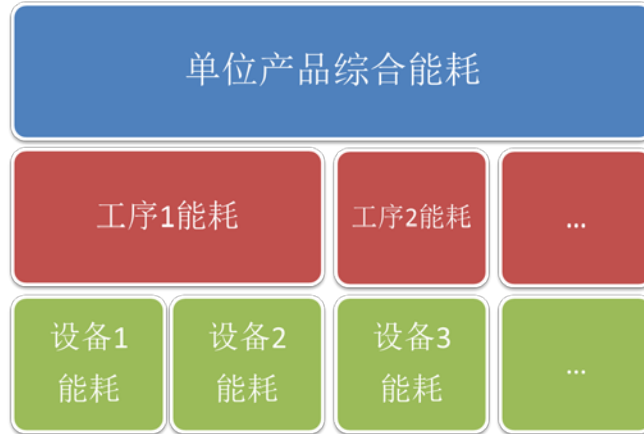 单位产品综合能耗
工序1能耗
工序2能耗
...
设备1
能耗
设备2
能耗
设备3
能耗
...